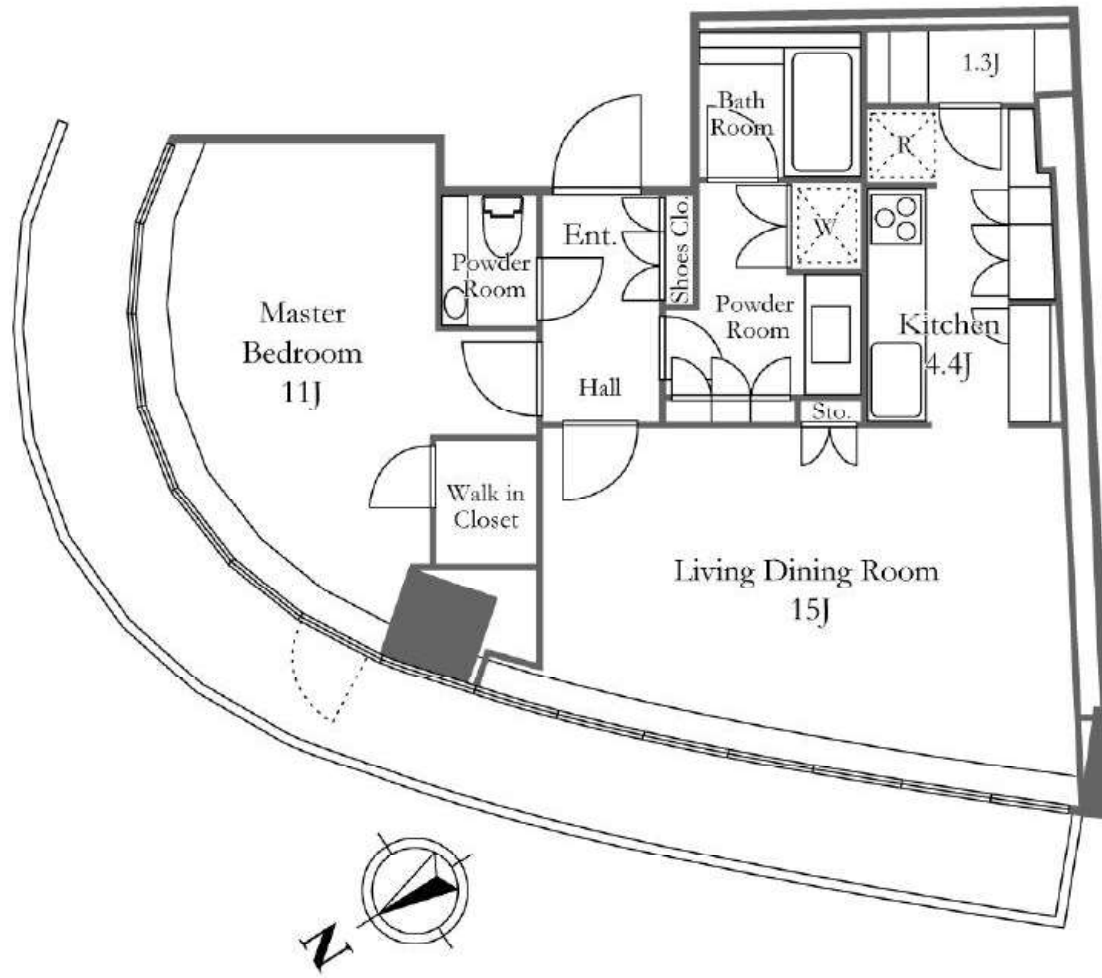 1.3J
Bath
Room
R
Ent.
Shoes Clo.
W
Powder
Room
Powder
Room
Kitchen
4.4J
Master
Bedroom
11J
Hall
Sto.
Walk in
Closet
Living Dining Room
15J
N